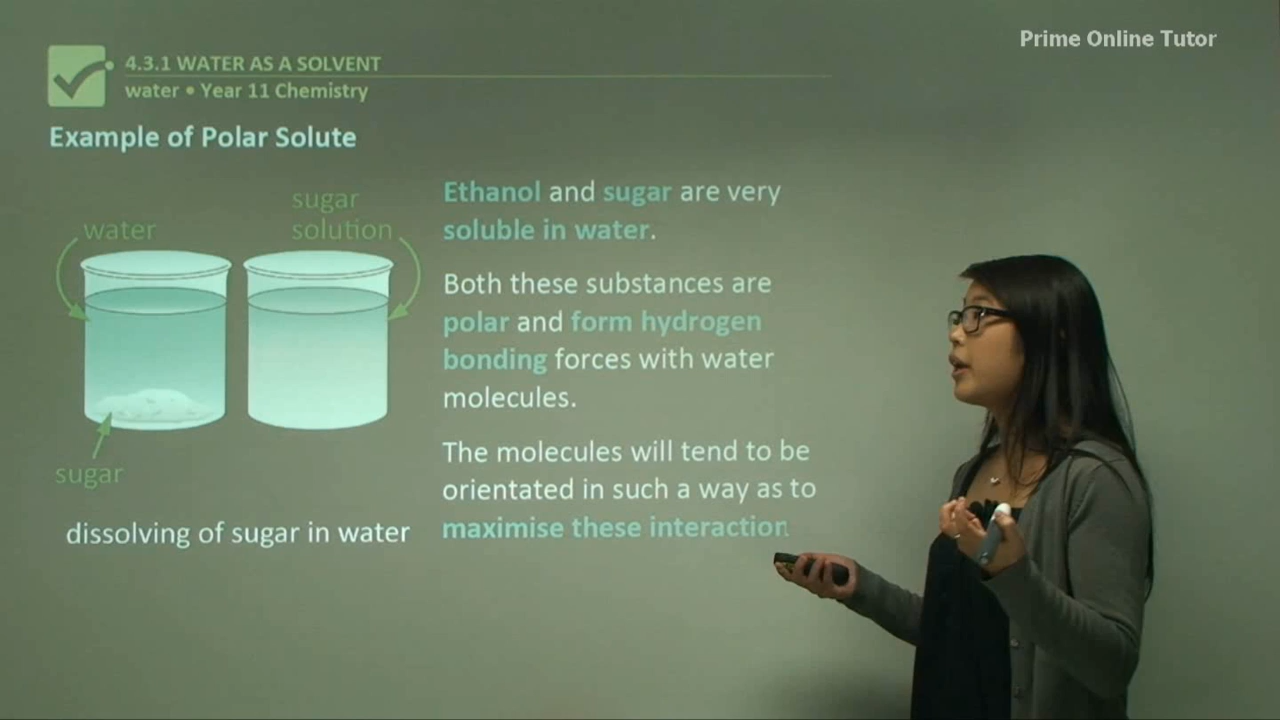 Prime Online Tutor
4.3.1 WATER AS A SOLVENT
water • Year 11 Chemistry
Example of Polar Solute
water
sugar
solution
sugar
dissolving of sugar in water
Ethanol and sugar are very
soluble in water.
Both these substances are
polar and form hydrogen
bonding forces with water
molecules.
The molecules will tend to be
orientated in such a way as to
maximise these interaction